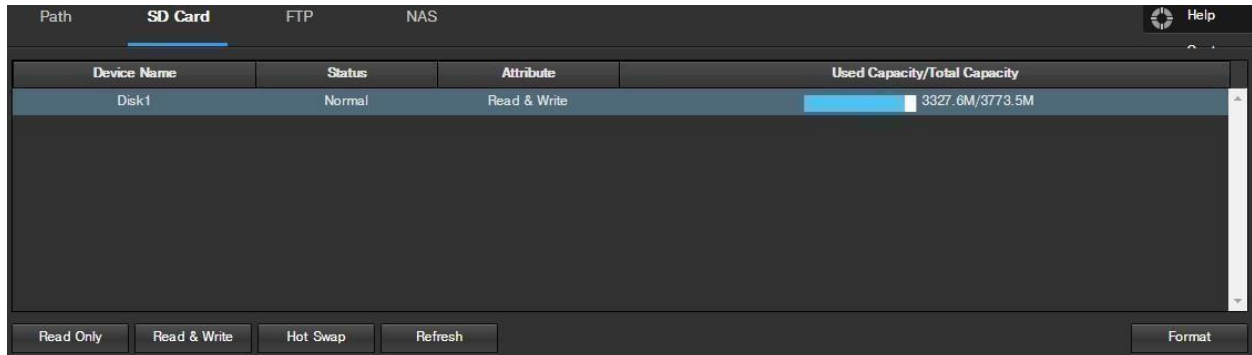 Path SD Card FTP NAS Help
Device Name Status Attribute Used Capacity/Total Capacity
Disk1 Normal Read & Write 3327.6M/3773.5M
Read Only Read & Write Hot Swap Refresh Format